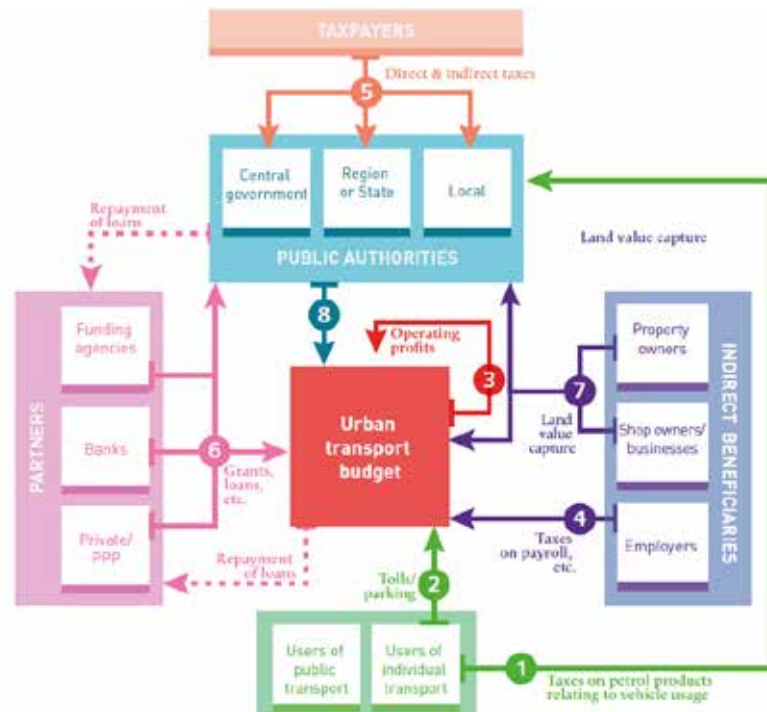 TAXPAYERS
Direct & indirect taxes
5
Central
government
Region
or State
Local
PUBLIC AUTHORITIES
Repayment
of loans
Land value capture
8
Operating
profits
3
Funding
agencies
Banks
Private/
PPP
PARTNERS
6
Grants,
loans,
etc.
Urban
transport
budget
7
Land
value
capture
Property
owners
Shop owners/
businesses
Employers
INDIRECT BENEFICIARIES
4
Taxes
on payroll,
etc.
Repayment
of loans
2
Tolls/
parking
Users of
public
transport
Users of
individual
transport
1
Taxes on petrol products
relating to vehicle usage